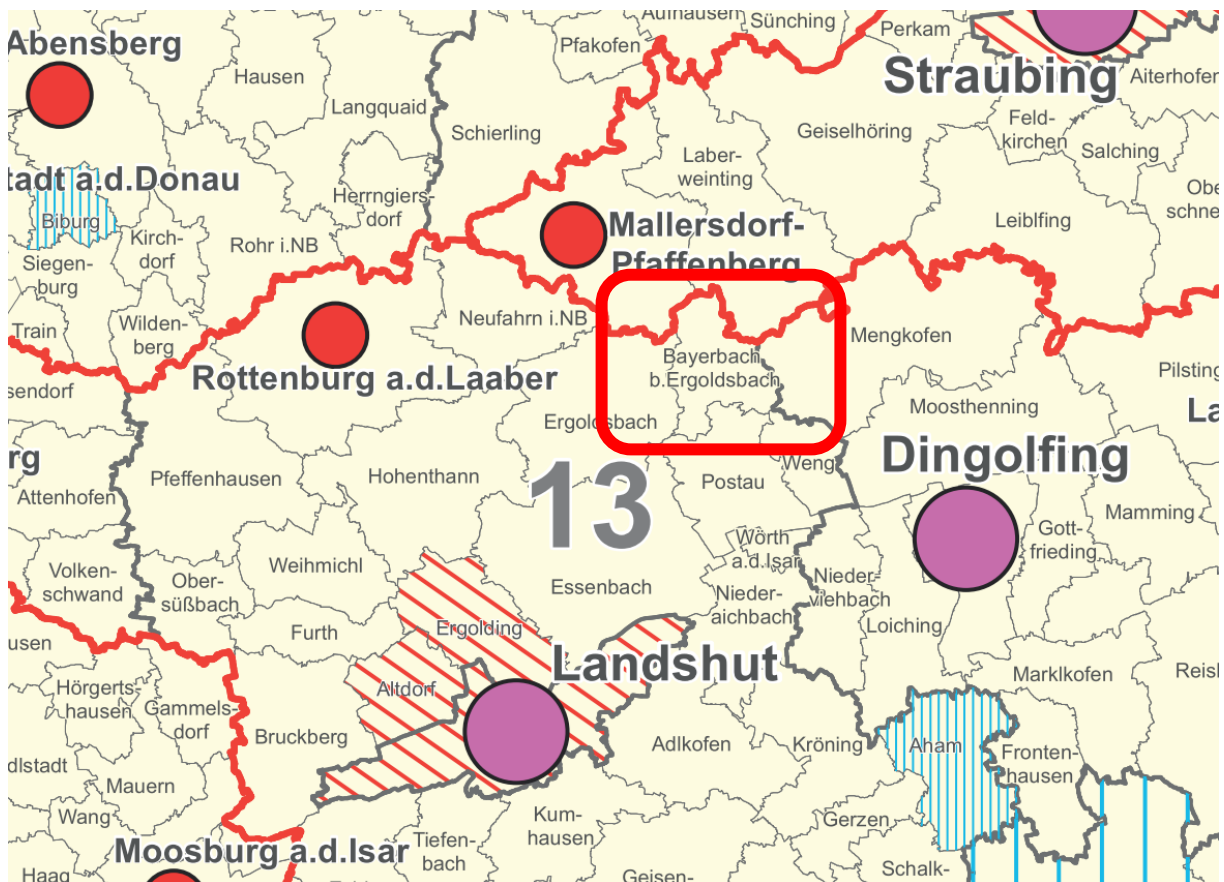 Aufhausen
Sünching
Perkam
Abensberg
Pfakofen
Hausen
Straubing
Aiterhofen
Langquaid
Schierling
Geiselhöring
Feld-
kirchen
Salching
Laber-
weinting
tadt a.d.Donau
Biburg
Herrngiers-
dorf
Obe
schne
Mallersdorf-
Pfaffenberg
Leiblfing
Kirch-
dorf
Rohr i.NB
Siegen-
burg
Train
Wilden-
berg
Neufahrn i.NB
Mengkofen
Bayerbach
b.Ergoldsbach
Rottenburg a.d.Laaber
Pilsting
sendorf
Moosthenning
La
Ergoldsbach
rg
Dingolfing
Pfeffenhausen
Hohenthann
13
Postau
Weng
Attenhofen
Mamming
Gott-
frieding
Wörth
a.d.Isar
Volken-
schwand
Ober-
süßbach
Weihmichl
Essenbach
Nieder-
aichbach
Nieder-
viehbach
Loiching
usen
Furth
Ergolding
Landshut
Marklkofen
Reisl
Hörgerts-
hausen
Gammels-
dorf
Altdorf
Bruckberg
Adlkofen
Kröning
Aham
Fronten-
hausen
dlstadt
Mauern
Wang
Kum-
hausen
Gerzen
Moosburg a.d.Isar
Tiefen-
bach
Haag
Geisen-
Schalk-